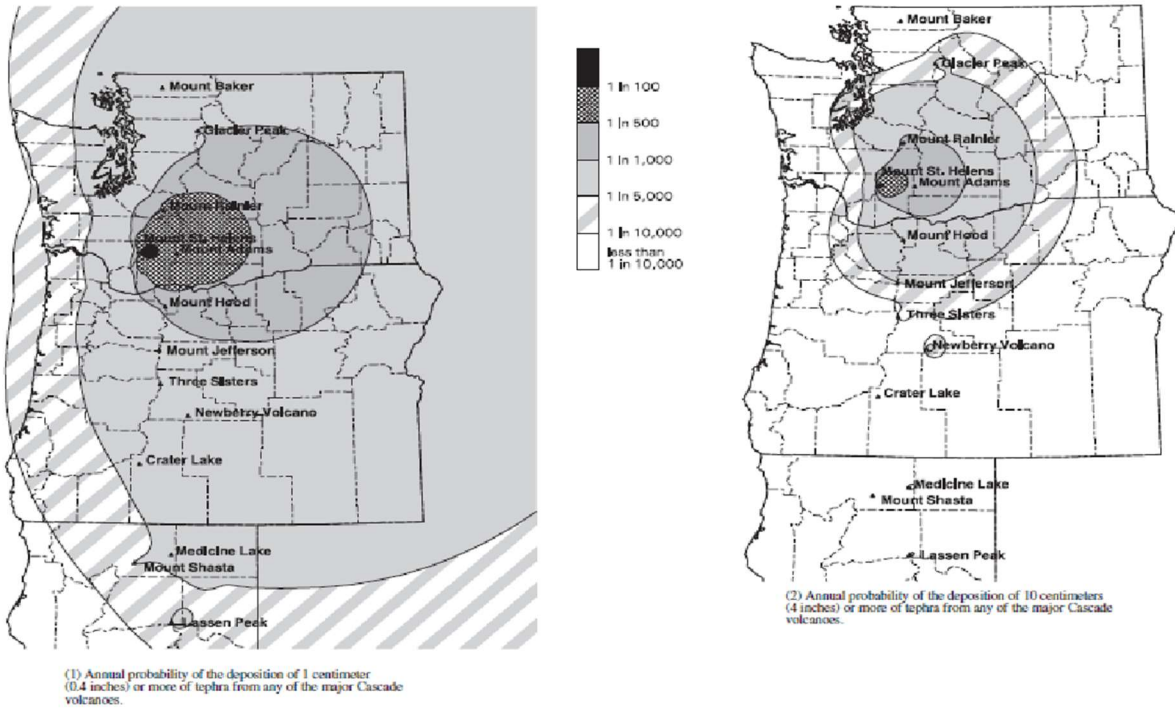 Mount Baker
Glacier Peak
Mount Rainier
Mount St. Helens
Mount Adams
Mount Hood
Mount Jefferson
Three Sisters
Newberry Volcano
Crater Lake
Medicine Lake
Mount Shasta
Lassen Peak
(1) Annual probability of the deposition of 1 centimeter
(0.4 inches) or more of tephra from any of the major Cascade
volcanoes.
1 in 100
1 in 500
1 in 1,000
1 in 5,000
1 in 10,000
less than
1 in 10,000
Mount Baker
Glacier Peak
Mount Rainier
Mount St. Helens
Mount Adams
Mount Hood
Mount Jefferson
Three Sisters
Newberry Volcano
Crater Lake
Medicine Lake
Mount Shasta
Lassen Peak
(2) Annual probability of the deposition of 10 centimeters
(4 inches) or more of tephra from any of the major Cascade
volcanoes.